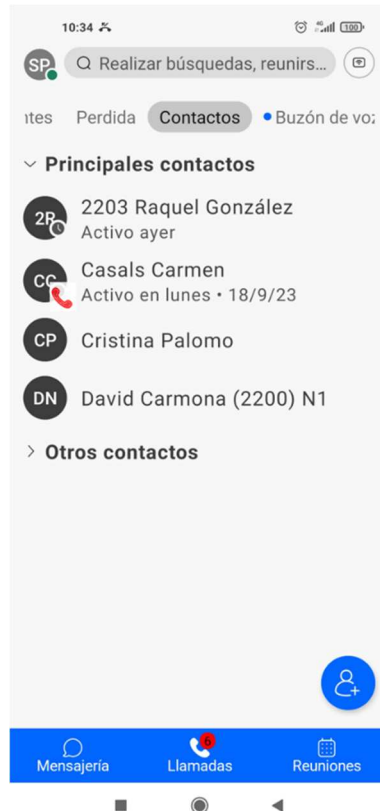 10:34
4G
100
SP
Realizar búsquedas, reunirs...
ntes Perdida Contactos Buzón de voz
Principales contactos
2R
2203 Raquel González
Activo ayer
CC
Casals Carmen
Activo en lunes • 18/9/23
CP
Cristina Palomo
DN
David Carmona (2200) N1
Otros contactos
6
Mensajería Llamadas Reuniones